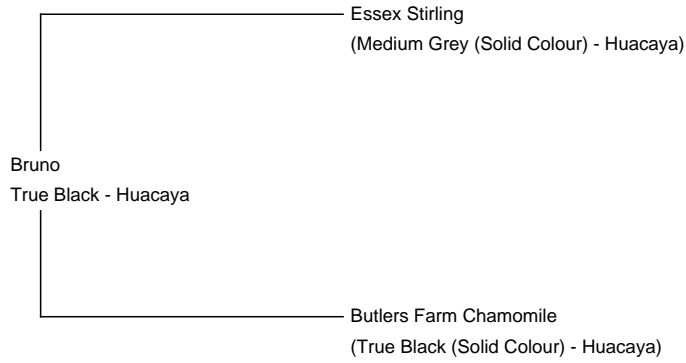 Essex Stirling
(Medium Grey (Solid Colour) - Huacaya)
Bruno
True Black - Huacaya
Butlers Farm Chamomile
(True Black (Solid Colour) - Huacaya)